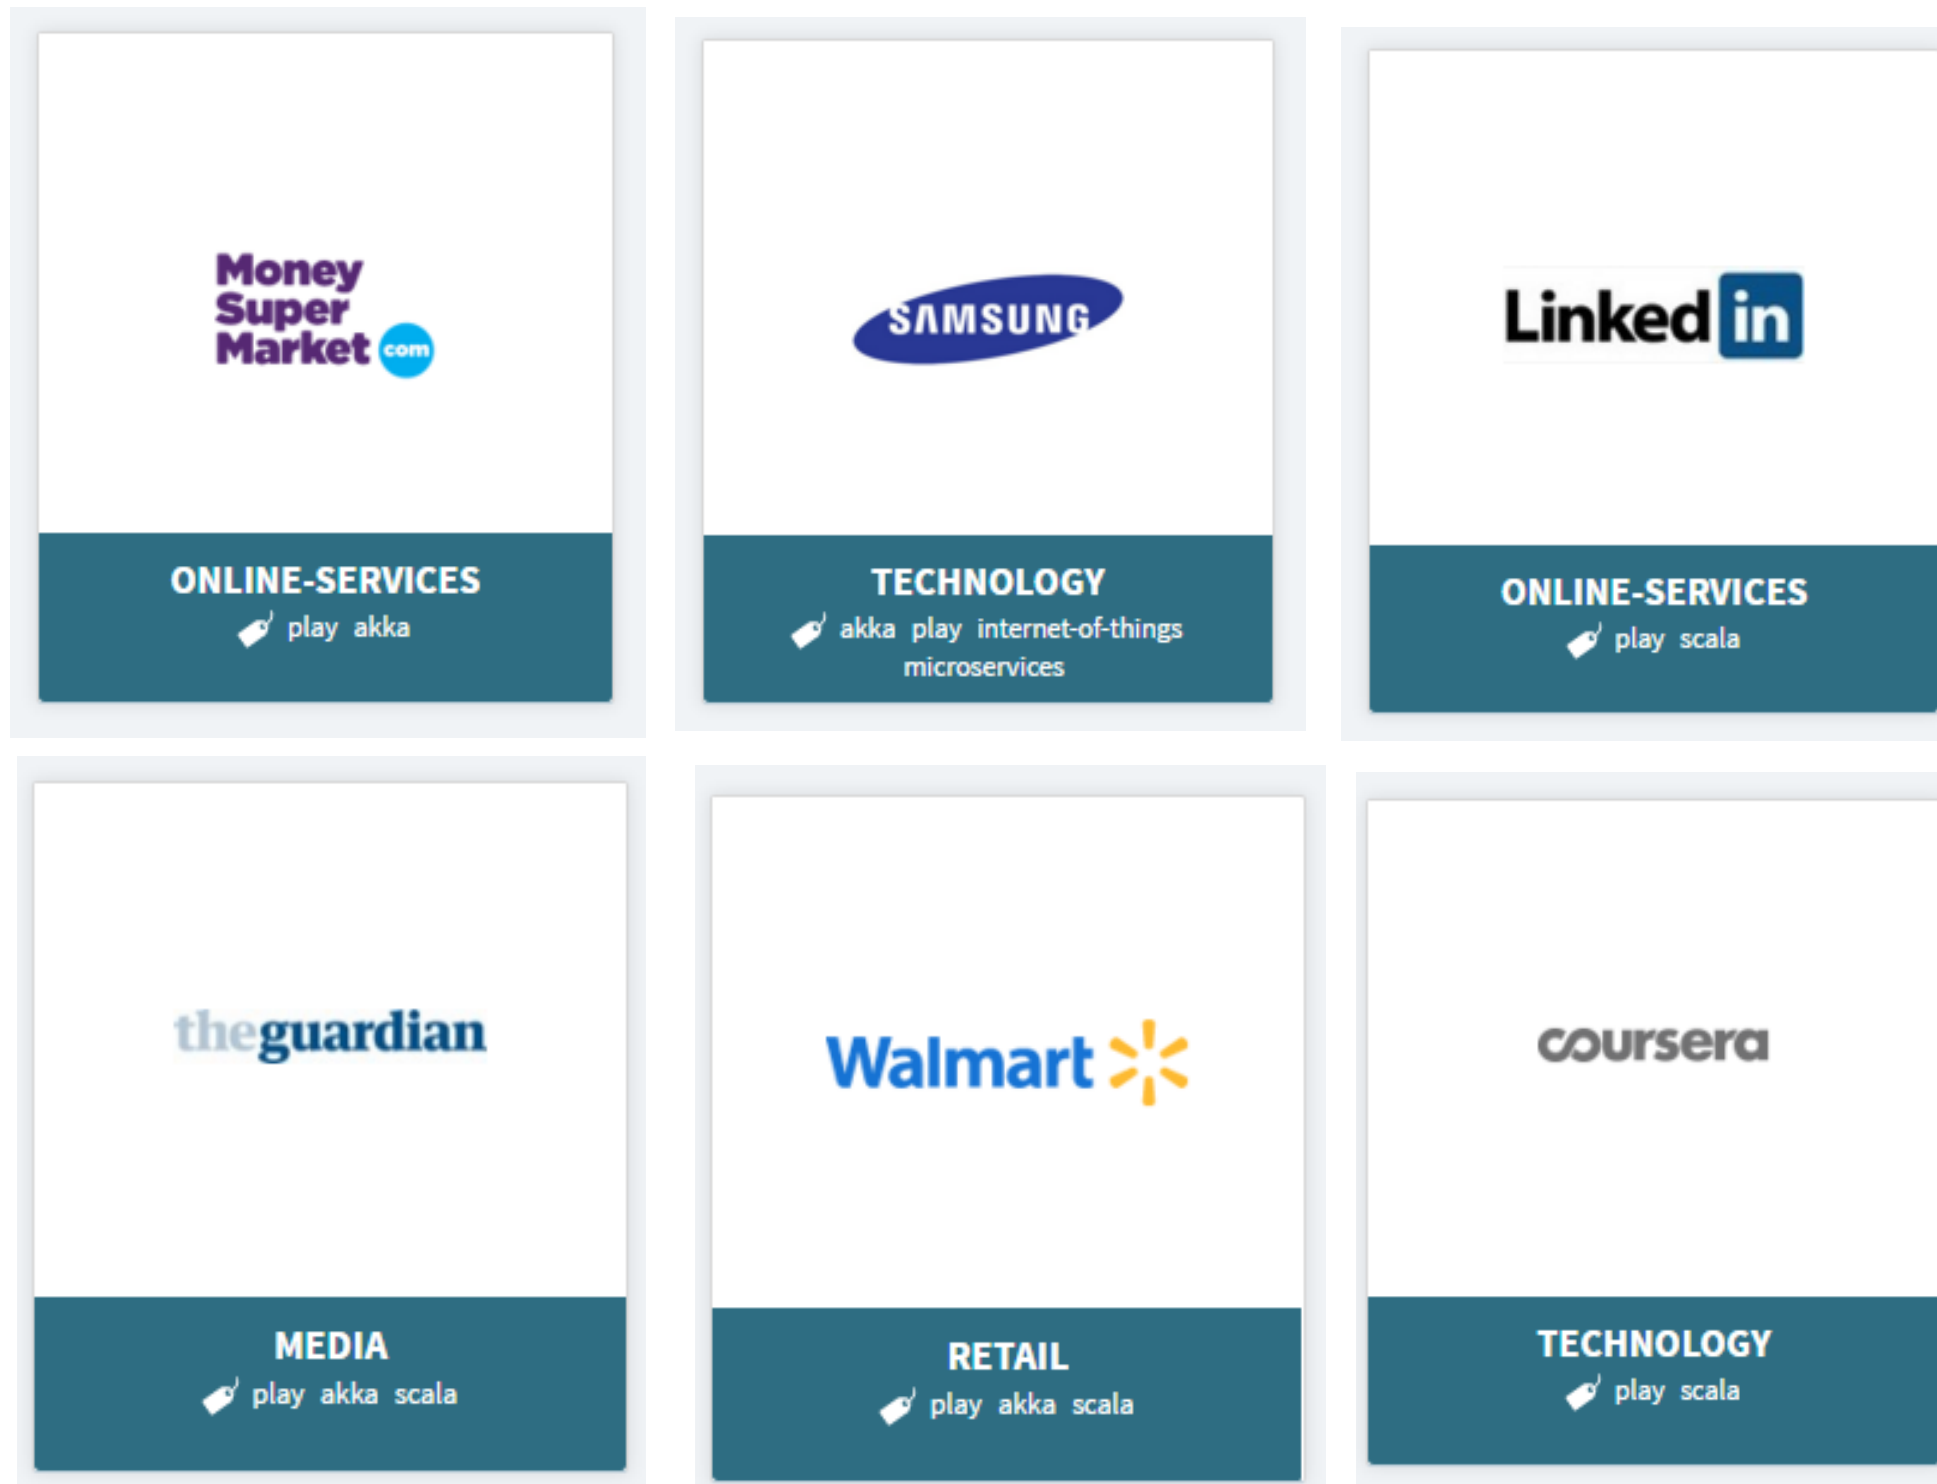 Money
Super
Market com
ONLINE-SERVICES
play akka
SAMSUNG
TECHNOLOGY
akka play internet-of-things
microservices
Linked in
ONLINE-SERVICES
play scala
theguardian
MEDIA
play akka scala
Walmart
RETAIL
play akka scala
coursera
TECHNOLOGY
play scala